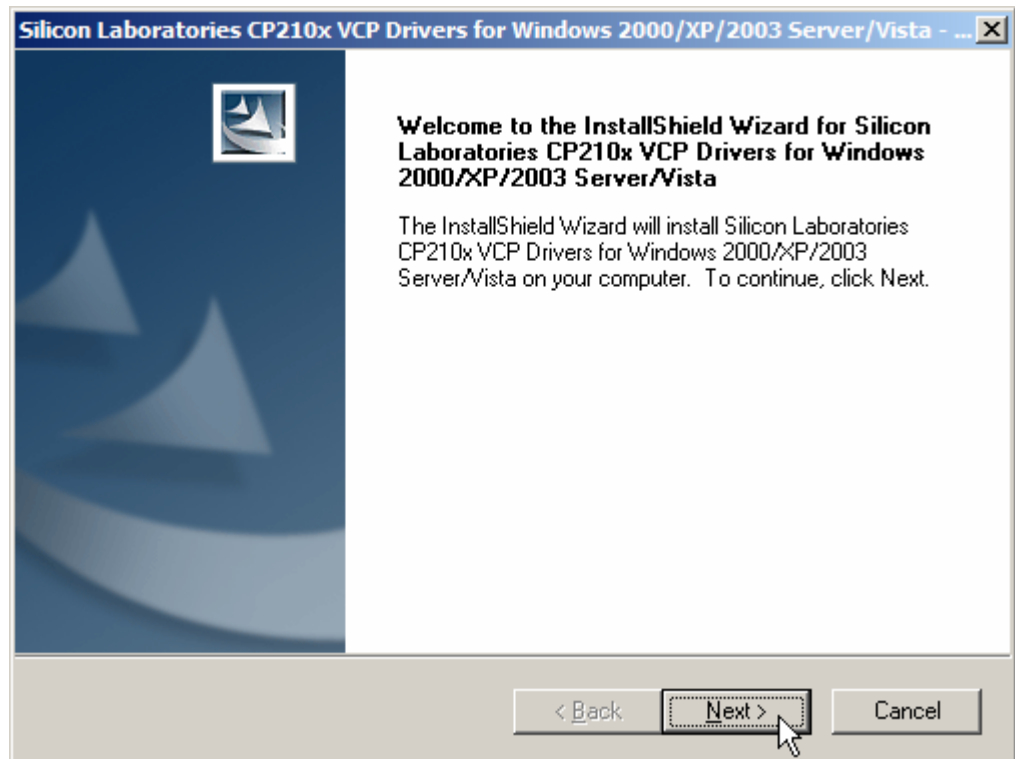 Silicon Laboratories CP210x VCP Drivers for Windows 2000/XP/2003 Server/Vista - ...
Welcome to the InstallShield Wizard for Silicon
Laboratories CP210x VCP Drivers for Windows
2000/XP/2003 Server/Vista
The InstallShield Wizard will install Silicon Laboratories
CP210x VCP Drivers for Windows 2000/XP/2003
Server/Vista on your computer.  To continue, click Next.
< Back
Next >
Cancel